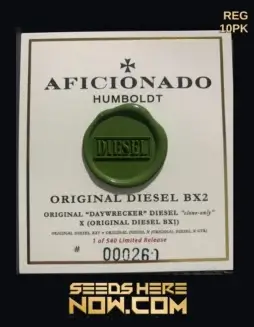 REG
10PK
AFICIONADO
HUMBOLDT
DIESEL
ORIGINAL DIESEL BX2
ORIGINAL "DAYWRECKER" DIESEL "clone-only"
X (ORIGINAL DIESEL BX1)
1 of 540 Limited Release
# 000260
SEEDS HERE
NOW.COM